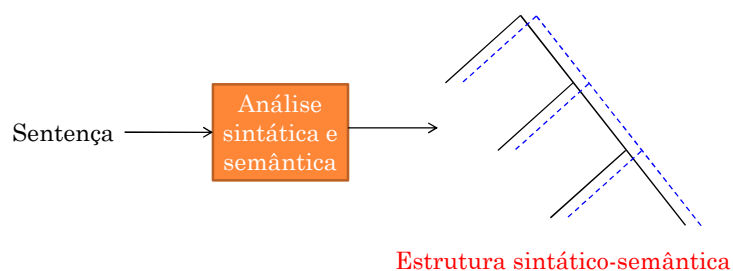 Sentença
Análise
sintática e
semântica
Estrutura sintático-semântica